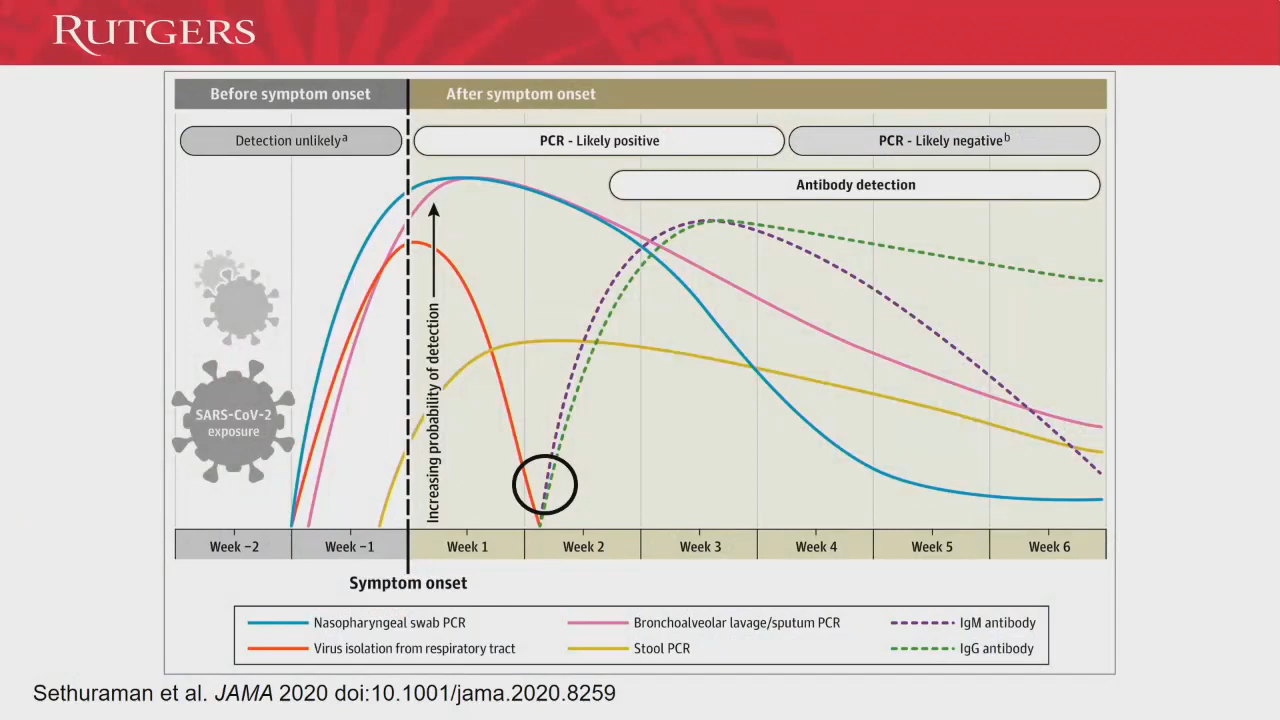 RUTGERS
Before symptom onset
After symptom onset
Detection unlikelyᵃ
PCR - Likely positive
PCR - Likely negativeᵇ
Antibody detection
Increasing probability of detection
SARS-CoV-2
exposure
Week −2
Week −1
Week 1
Week 2
Week 3
Week 4
Week 5
Week 6
Symptom onset
Nasopharyngeal swab PCR
Bronchoalveolar lavage/sputum PCR
IgM antibody
Virus isolation from respiratory tract
Stool PCR
IgG antibody
Sethuraman et al. JAMA 2020 doi:10.1001/jama.2020.8259